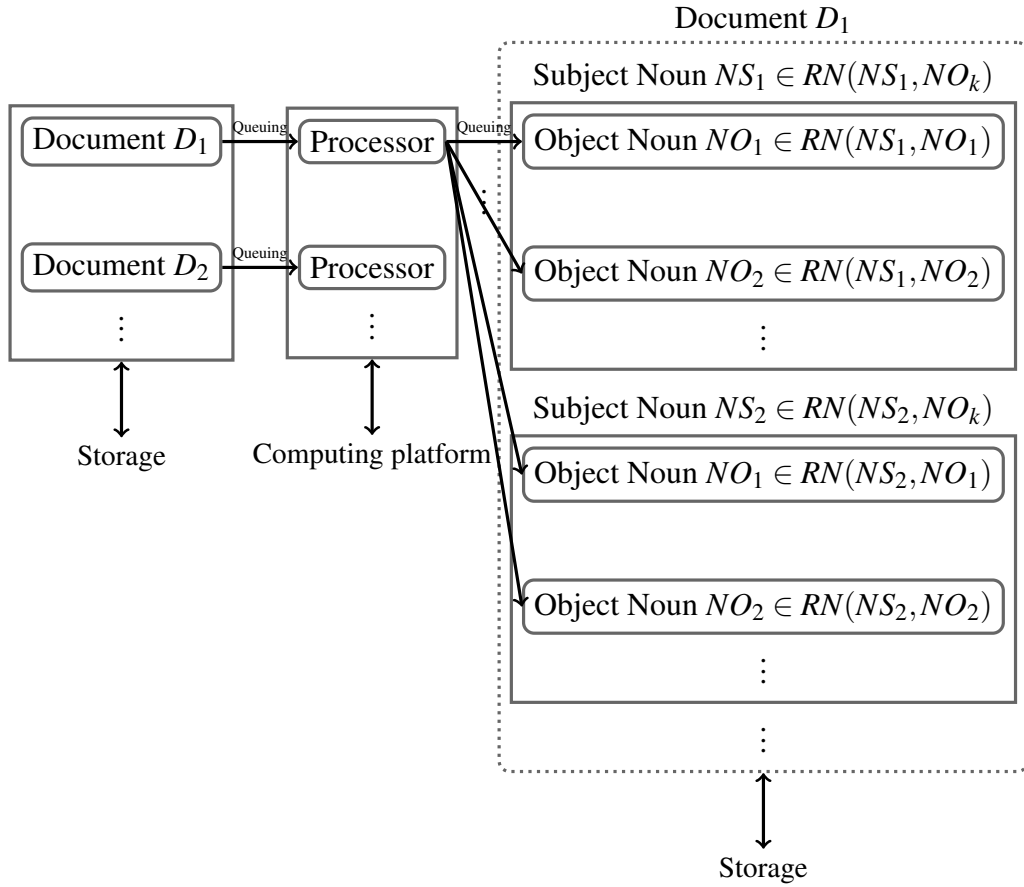 Document D₁
Subject Noun NS₁ ∈ RN(NS₁, NOₖ)
Document D₁
Queuing
Processor
Queuing
Object Noun NO₁ ∈ RN(NS₁, NO₁)
⋮
Document D₂
Queuing
Processor
Object Noun NO₂ ∈ RN(NS₁, NO₂)
⋮
⋮
⋮
Subject Noun NS₂ ∈ RN(NS₂, NOₖ)
Storage
Computing platform
Object Noun NO₁ ∈ RN(NS₂, NO₁)
Object Noun NO₂ ∈ RN(NS₂, NO₂)
⋮
⋮
Storage